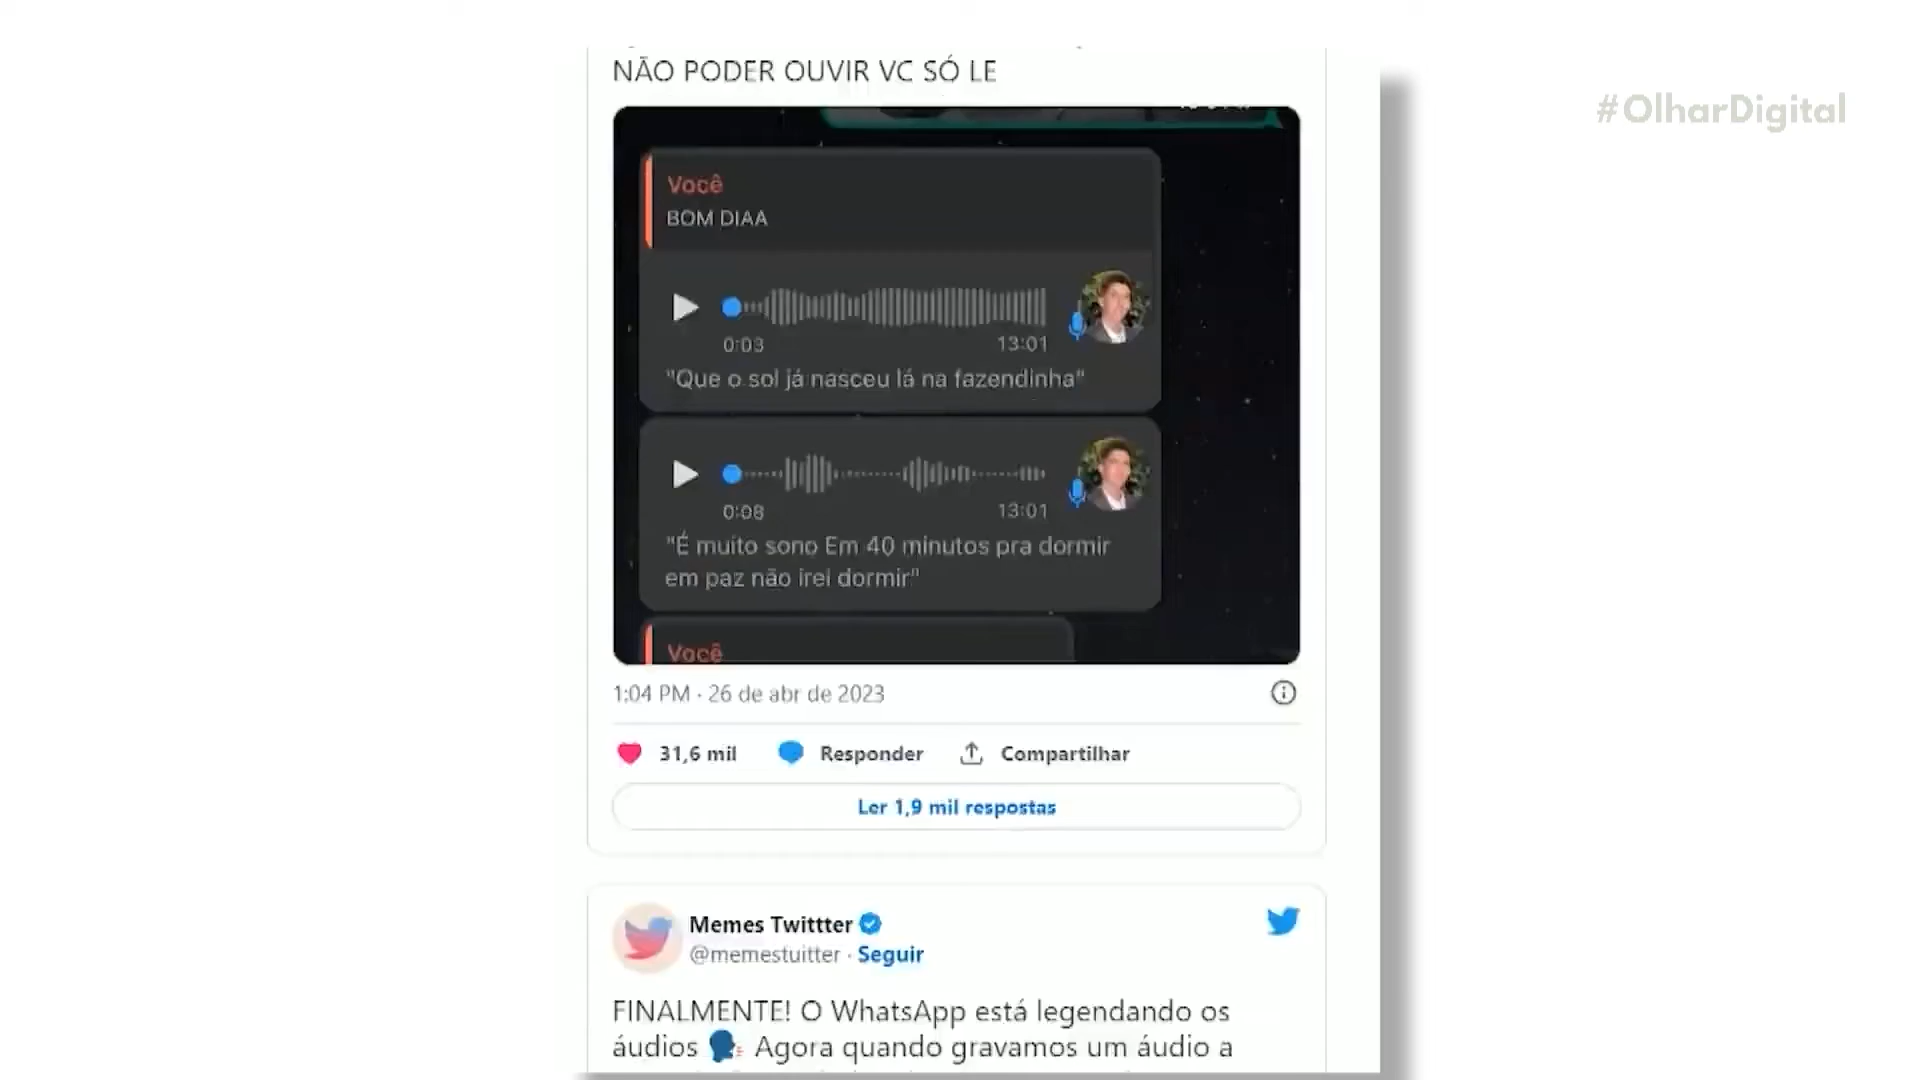 NÃO PODER OUVIR VC SÓ LE
#OlharDigital
Você
BOM DIAA
0:03
13:01
"Que o sol já nasceu lá na fazendinha"
0:08
13:01
"É muito sono Em 40 minutos pra dormir
em paz não irei dormir"
Você
1:04 PM · 26 de abr de 2023
31,6 mil
Responder
Compartilhar
Ler 1,9 mil respostas
Memes Twittter
@memestuitter · Seguir
FINALMENTE! O WhatsApp está legendando os
áudios 🗣 Agora quando gravamos um áudio a